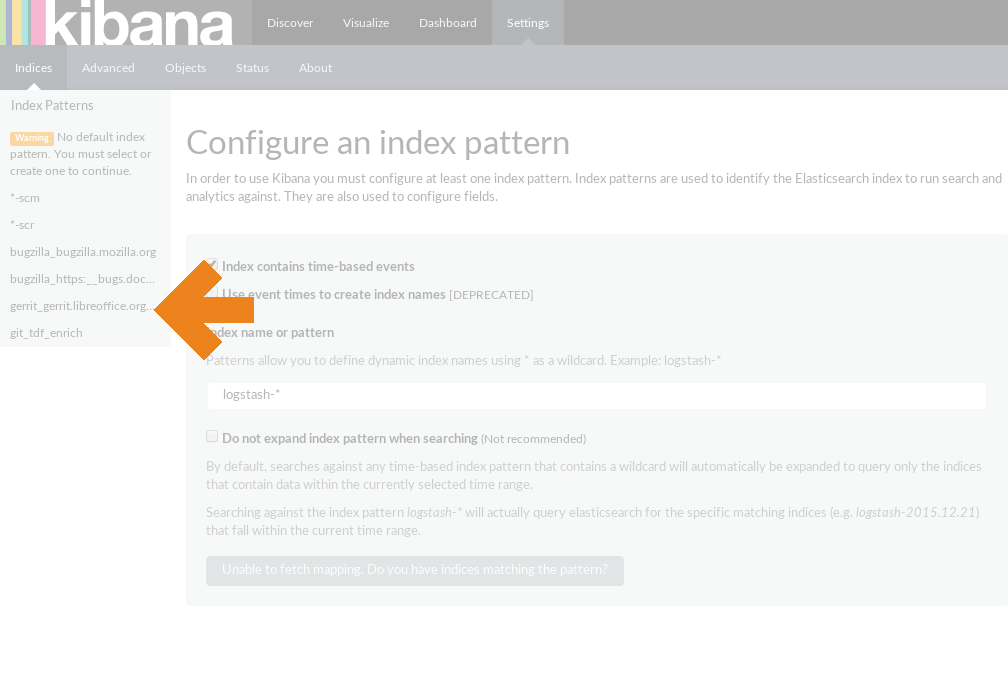 kibana
Discover
Visualize
Dashboard
Settings
Indices
Advanced
Objects
Status
About
Index Patterns
Warning No default index
pattern. You must select or
create one to continue.
*-scm
*-scr
bugzilla_bugzilla.mozilla.org
bugzilla_https:__bugs.doc...
gerrit_gerrit.libreoffice.org...
git_tdf_enrich
Configure an index pattern
In order to use Kibana you must configure at least one index pattern. Index patterns are used to identify the Elasticsearch index to run search and
analytics against. They are also used to configure fields.
Index contains time-based events
Use event times to create index names [DEPRECATED]
Index name or pattern
Patterns allow you to define dynamic index names using * as a wildcard. Example: logstash-*
logstash-*
Do not expand index pattern when searching (Not recommended)
By default, searches against any time-based index pattern that contains a wildcard will automatically be expanded to query only the indices
that contain data within the currently selected time range.
Searching against the index pattern logstash-* will actually query elasticsearch for the specific matching indices (e.g. logstash-2015.12.21)
that fall within the current time range.
Unable to fetch mapping. Do you have indices matching the pattern?